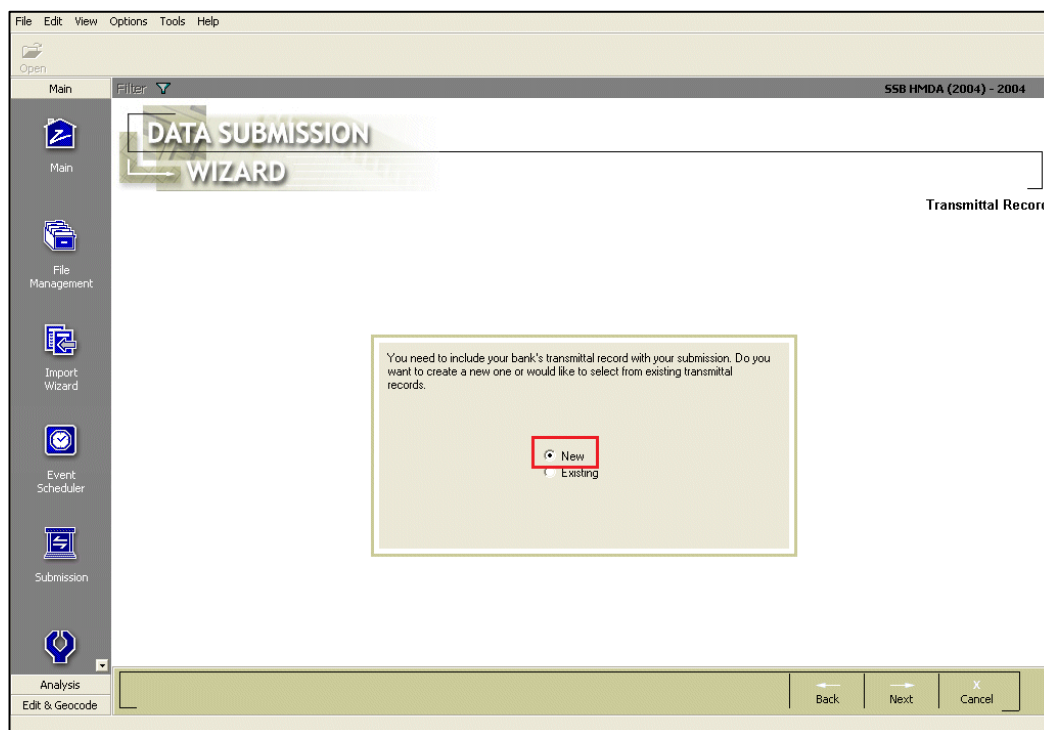 File Edit View Options Tools Help
Open
Main
Filter
SSB HMDA (2004) - 2004
DATA SUBMISSION
WIZARD
Main
Transmittal Record
File
Management
You need to include your bank's transmittal record with your submission. Do you
want to create a new one or would like to select from existing transmittal
records.
Import
Wizard
New
Existing
Event
Scheduler
Submission
Analysis
Edit & Geocode
Back
Next
X
Cancel